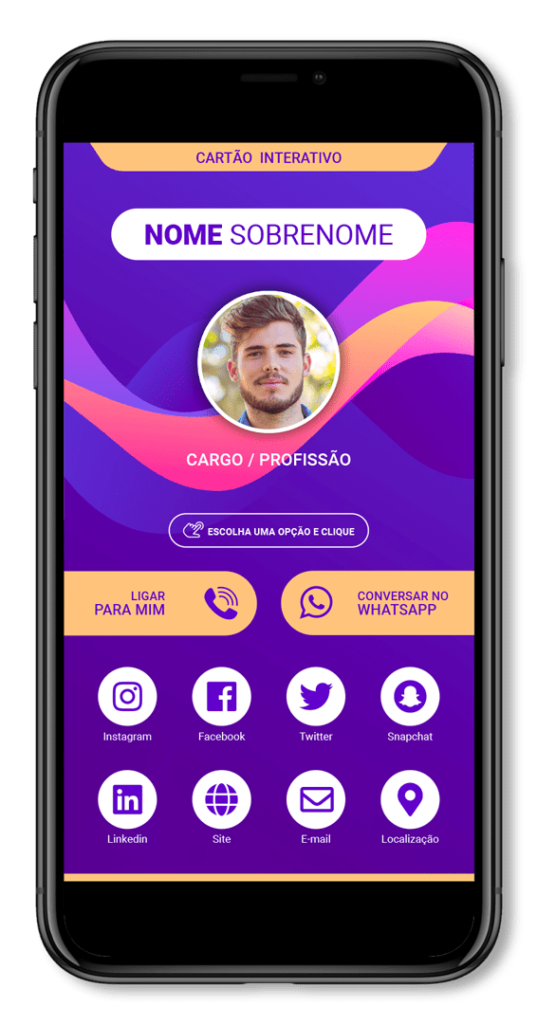 CARTÃO INTERATIVO
NOME SOBRENOME
CARGO / PROFISSÃO
ESCOLHA UMA OPÇÃO E CLIQUE
LIGAR
PARA MIM
CONVERSAR NO
WHATSAPP
Instagram
Facebook
Twitter
Snapchat
Linkedin
Site
E-mail
Localização